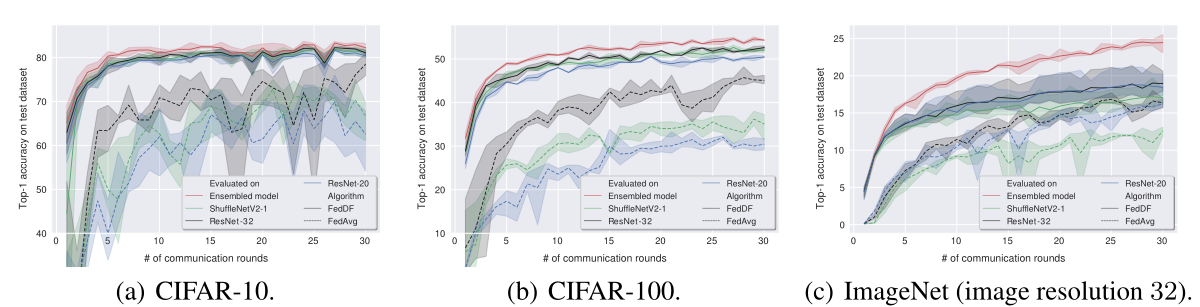 Top-1 accuracy on test dataset
80
70
60
50
40
0 5 10 15 20 25 30
# of communication rounds
Evaluated on
Ensembled model
ShuffleNetV2-1
ResNet-32
ResNet-20
Algorithm
FedDF
FedAvg
(a) CIFAR-10.
Top-1 accuracy on test dataset
50
40
30
20
10
0 5 10 15 20 25 30
# of communication rounds
Evaluated on
Ensembled model
ShuffleNetV2-1
ResNet-32
ResNet-20
Algorithm
FedDF
FedAvg
(b) CIFAR-100.
Top-1 accuracy on test dataset
25
20
15
10
5
0
0 5 10 15 20 25 30
# of communication rounds
Evaluated on
Ensembled model
ShuffleNetV2-1
ResNet-32
ResNet-20
Algorithm
FedDF
FedAvg
(c) ImageNet (image resolution 32).